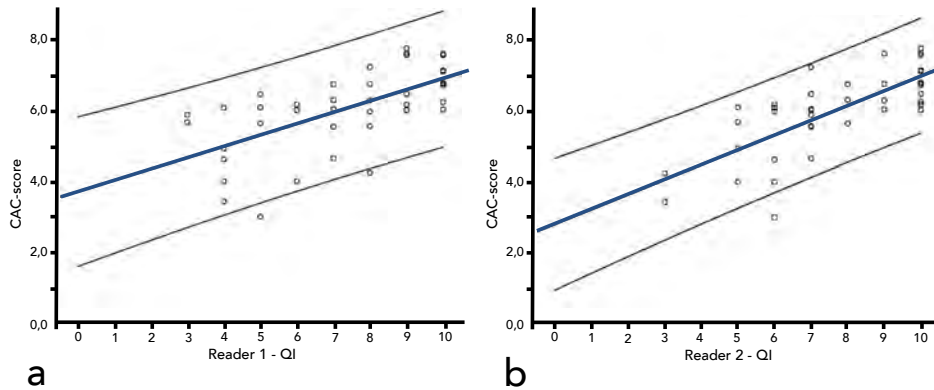 CAC-score
8,0
6,0
4,0
2,0
0,0
0 1 2 3 4 5 6 7 8 9 10
Reader 1 - QI
a
CAC-score
8,0
6,0
4,0
2,0
0,0
0 1 2 3 4 5 6 7 8 9 10
Reader 2 - QI
b